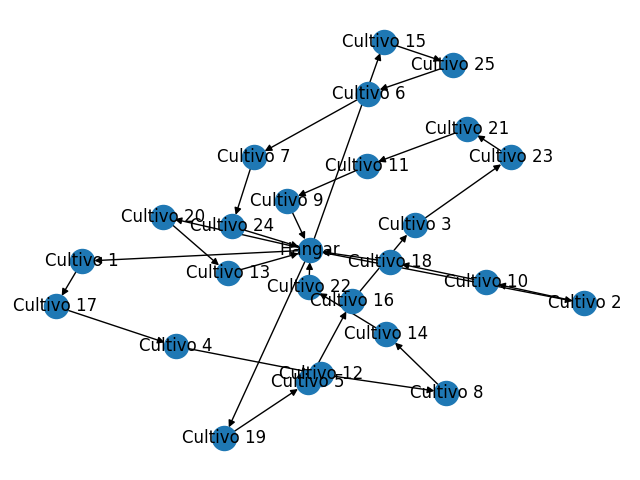 Cultivo 15
Cultivo 25
Cultivo 6
Cultivo 21
Cultivo 7
Cultivo 23
Cultivo 11
Cultivo 9
Cultivo 20
Cultivo 24
Cultivo 3
Hangar
Cultivo 1
Cultivo 18
Cultivo 13
Cultivo 10
Cultivo 22
Cultivo 16
Cultivo 2
Cultivo 17
Cultivo 14
Cultivo 4
Cultivo 12
Cultivo 5
Cultivo 8
Cultivo 19